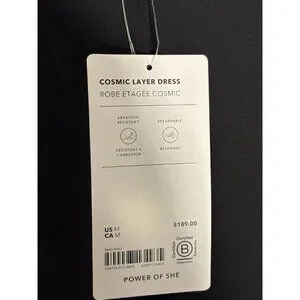 COSMIC LAYER DRESS
ROBE ÉTAGÉE COSMIC
ABRASION RESISTANT
BREATHABLE
RÉSISTANT À L'ABRASION
RESPIRANT
US M
CA M
$189.00
Certified
B
Corporation
POWER OF SHE